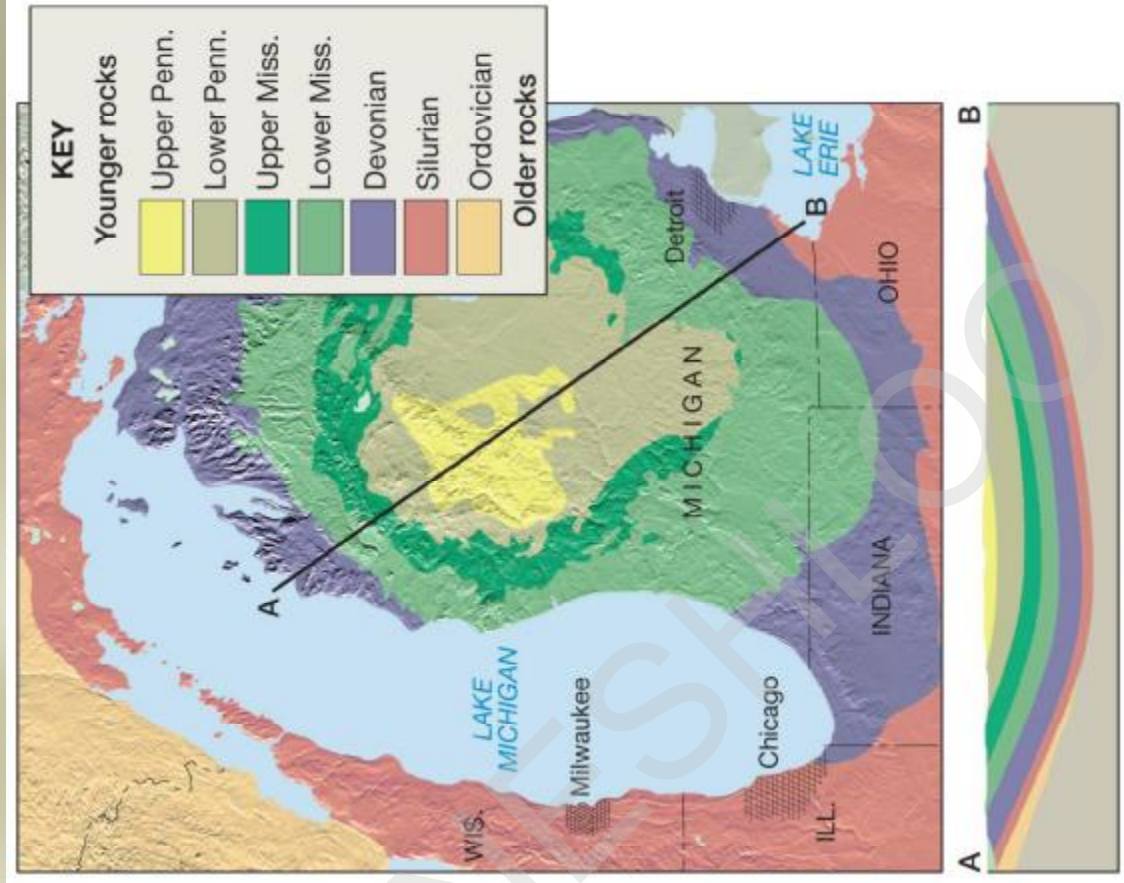 KEY
Younger rocks
Upper Penn.
Lower Penn.
Upper Miss.
Lower Miss.
Devonian
Silurian
Ordovician
Older rocks
A
LAKE
MICHIGAN
WIS.
Milwaukee
Chicago
ILL.
MICHIGAN
INDIANA
Detroit
OHIO
LAKE
ERIE
B
A
B